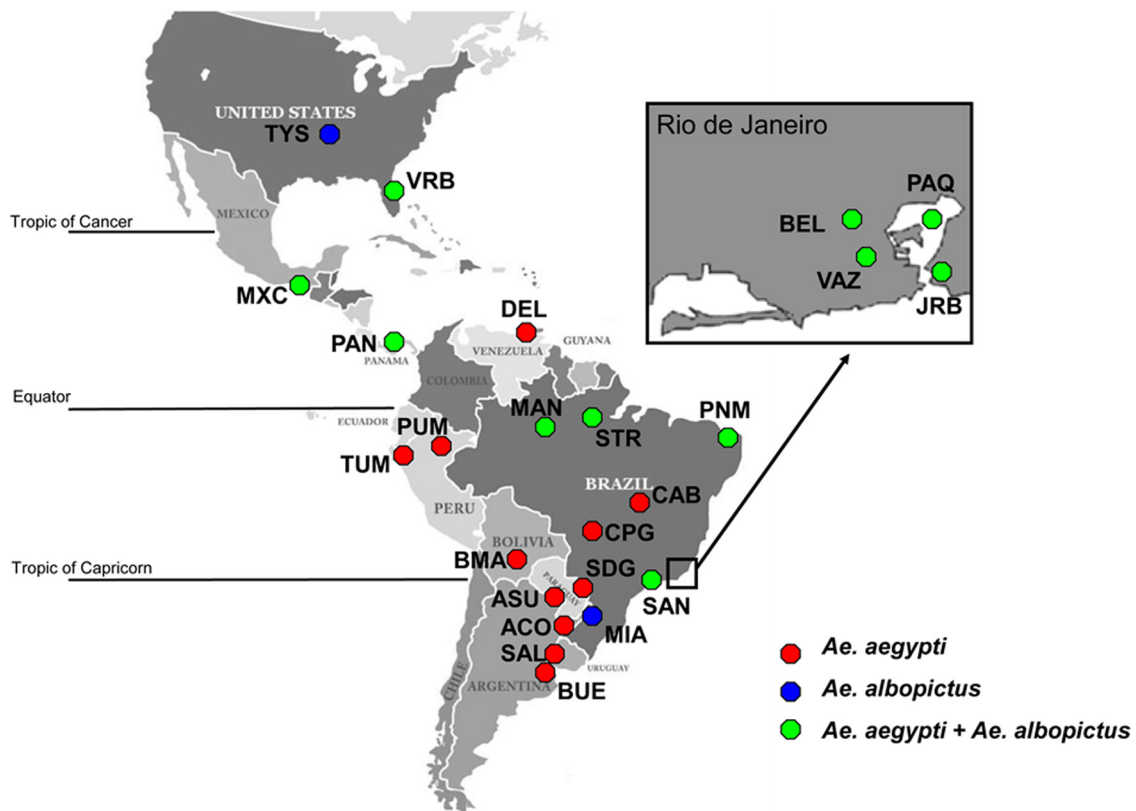 UNITED STATES
TYS
VRB
MEXICO
Tropic of Cancer
MXC
PAN
PANAMA
DEL
VENEZUELA
GUYANA
COLOMBIA
Equator
ECUADOR
PUM
TUM
MAN
STR
PNM
PERU
BRAZIL
CAB
CPG
BOLIVIA
BMA
Tropic of Capricorn
SDG
PARAGUAY
ASU
SAN
ACO
MIA
SAL
URUGUAY
BUE
CHILE
ARGENTINA
Rio de Janeiro
PAQ
BEL
VAZ
JRB
Ae. aegypti
Ae. albopictus
Ae. aegypti + Ae. albopictus